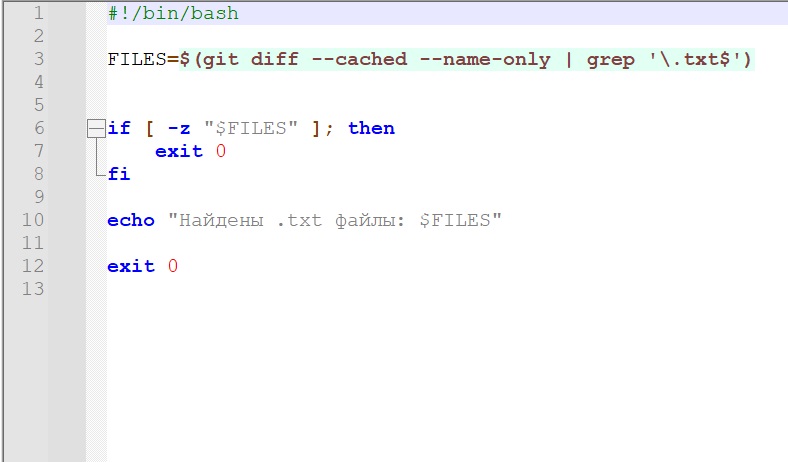 1 #!/bin/bash
2
3 FILES=$(git diff --cached --name-only | grep '\.txt$')
4
5
6 if [ -z "$FILES" ]; then
7 exit 0
8 fi
9
10 echo "Найдены .txt файлы: $FILES"
11
12 exit 0
13